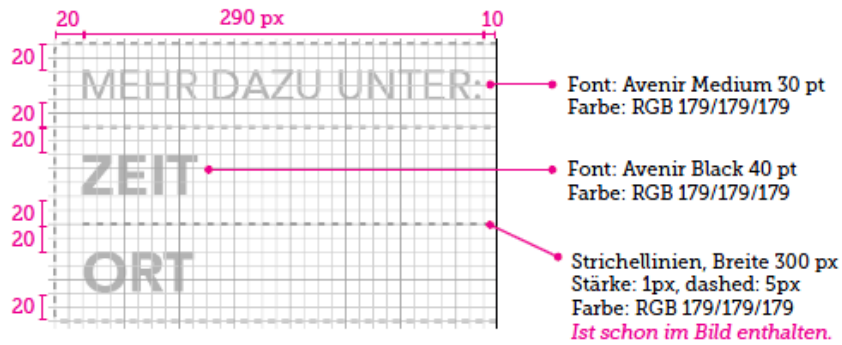 20 290 px 10
20
MEHR DAZU UNTER:
Font: Avenir Medium 30 pt
Farbe: RGB 179/179/179
20
20
ZEIT
Font: Avenir Black 40 pt
Farbe: RGB 179/179/179
20
20
ORT
Strichellinien, Breite 300 px
Stärke: 1px, dashed: 5px
Farbe: RGB 179/179/179
20
Ist schon im Bild enthalten.